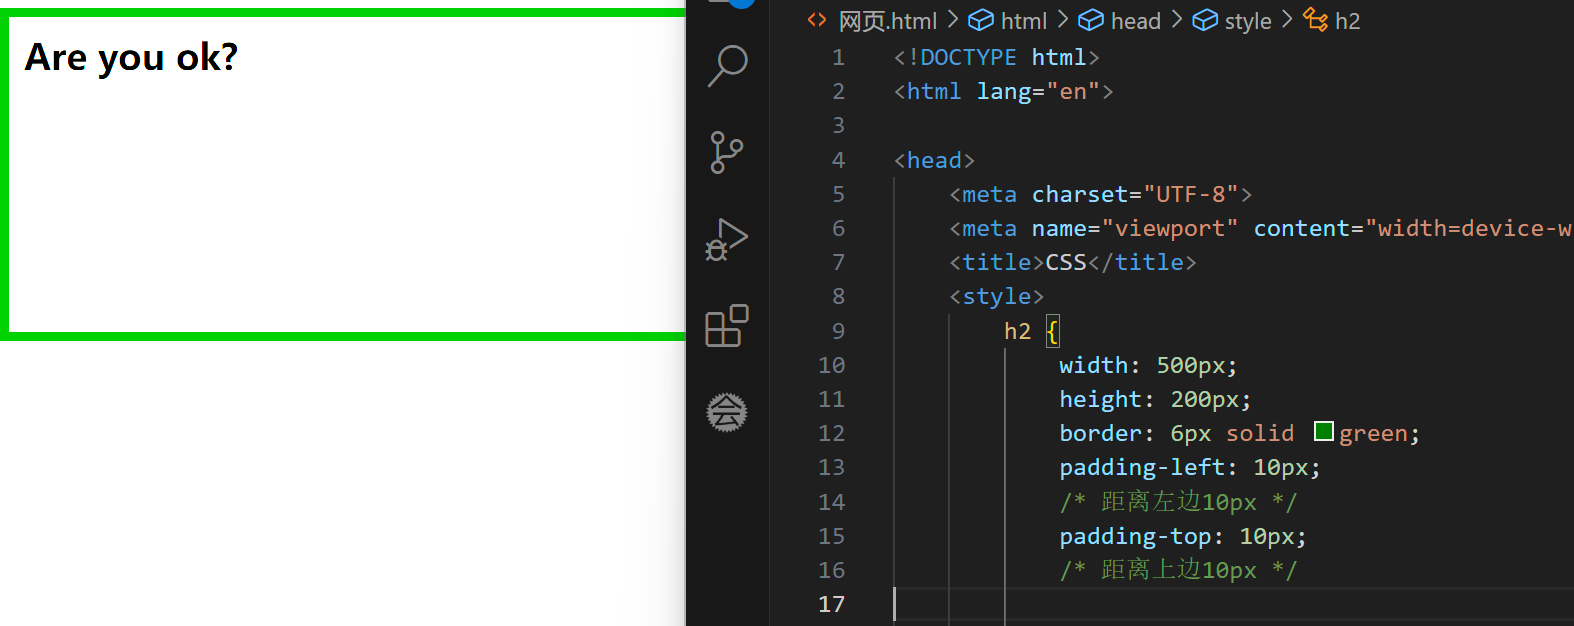 Are you ok?
网页.html > html > head > style > h2
1 <!DOCTYPE html>
2 <html lang="en">
3
4 <head>
5 <meta charset="UTF-8">
6 <meta name="viewport" content="width=device-w
7 <title>CSS</title>
8 <style>
9 h2 {
10 width: 500px;
11 height: 200px;
12 border: 6px solid green;
13 padding-left: 10px;
14 /* 距离左边10px */
15 padding-top: 10px;
16 /* 距离上边10px */
17
会